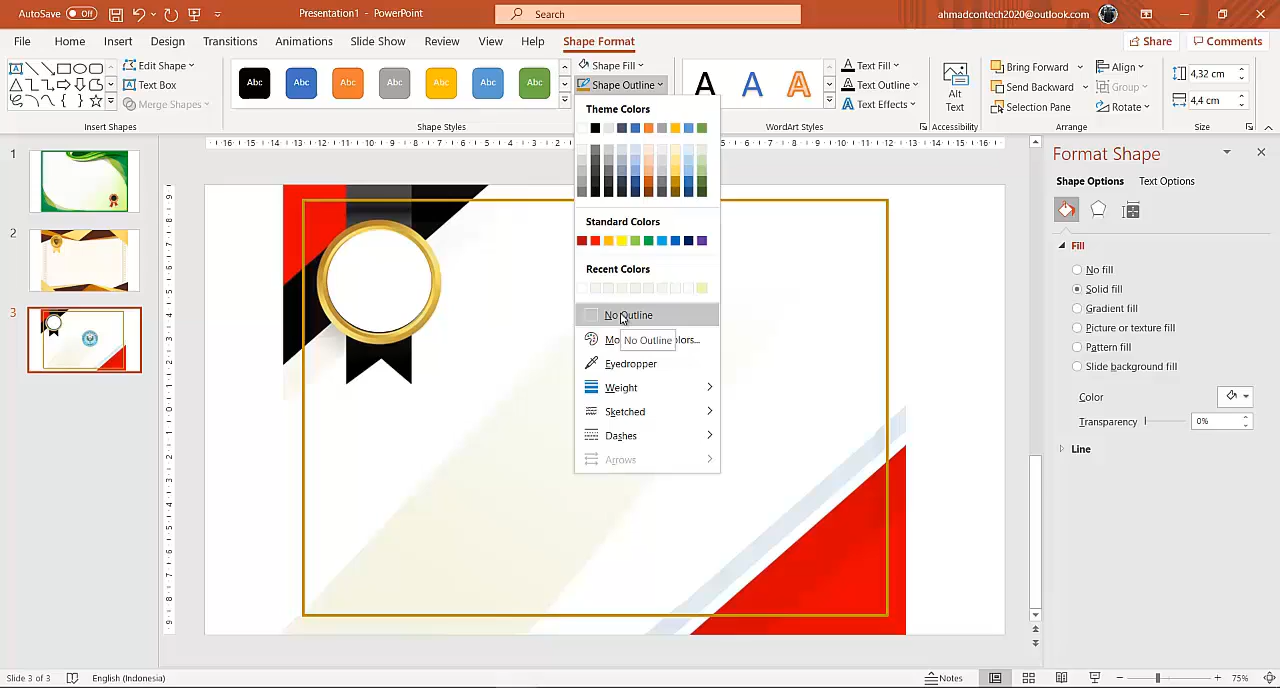 AutoSave Off Presentation1 - PowerPoint Search ahmadcontech2020@outlook.com
File Home Insert Design Transitions Animations Slide Show Review View Help Shape Format Share Comments
Edit Shape
Text Box
Merge Shapes
Insert Shapes
Abc Abc Abc Abc Abc Abc Abc
Shape Styles
Shape Fill
Shape Outline
A A A
Text Fill
Text Outline
Text Effects
WordArt Styles
Alt
Text
Accessibility
Bring Forward
Send Backward
Selection Pane
Align
Group
Rotate
Arrange
4,32 cm
4,4 cm
Size
Theme Colors
Standard Colors
Recent Colors
No Outline
Mo
olors...
No Outline
Eyedropper
Weight
Sketched
Dashes
Arrows
1
2
3
Format Shape
Shape Options Text Options
Fill
No fill
Solid fill
Gradient fill
Picture or texture fill
Pattern fill
Slide background fill
Color
Transparency 0%
Line
Slide 3 of 3 English (Indonesia) Notes 75%